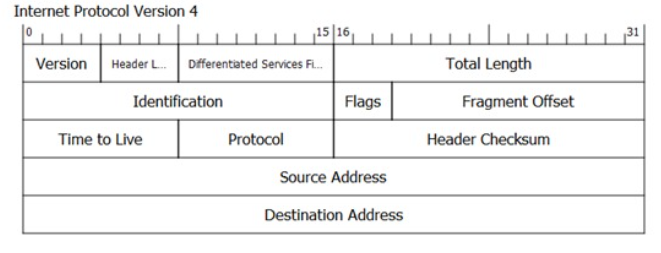 Internet Protocol Version 4
0 15 16 31
Version Header L... Differentiated Services Fi... Total Length
Identification Flags Fragment Offset
Time to Live Protocol Header Checksum
Source Address
Destination Address